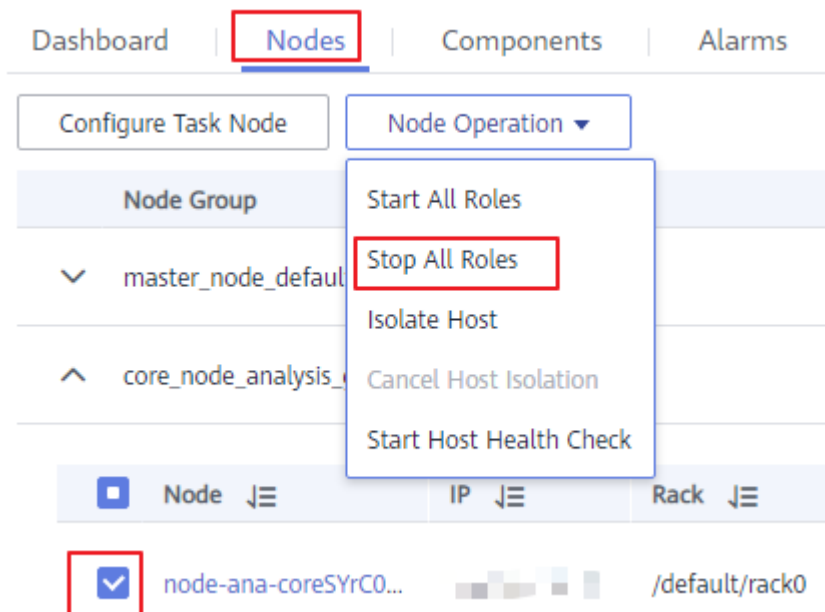 Dashboard Nodes Components Alarms
Configure Task Node Node Operation
Node Group
Start All Roles
Stop All Roles
master_node_defaul
Isolate Host
core_node_analysis_
Cancel Host Isolation
Start Host Health Check
Node IP Rack
node-ana-coreSYrC0... /default/rack0